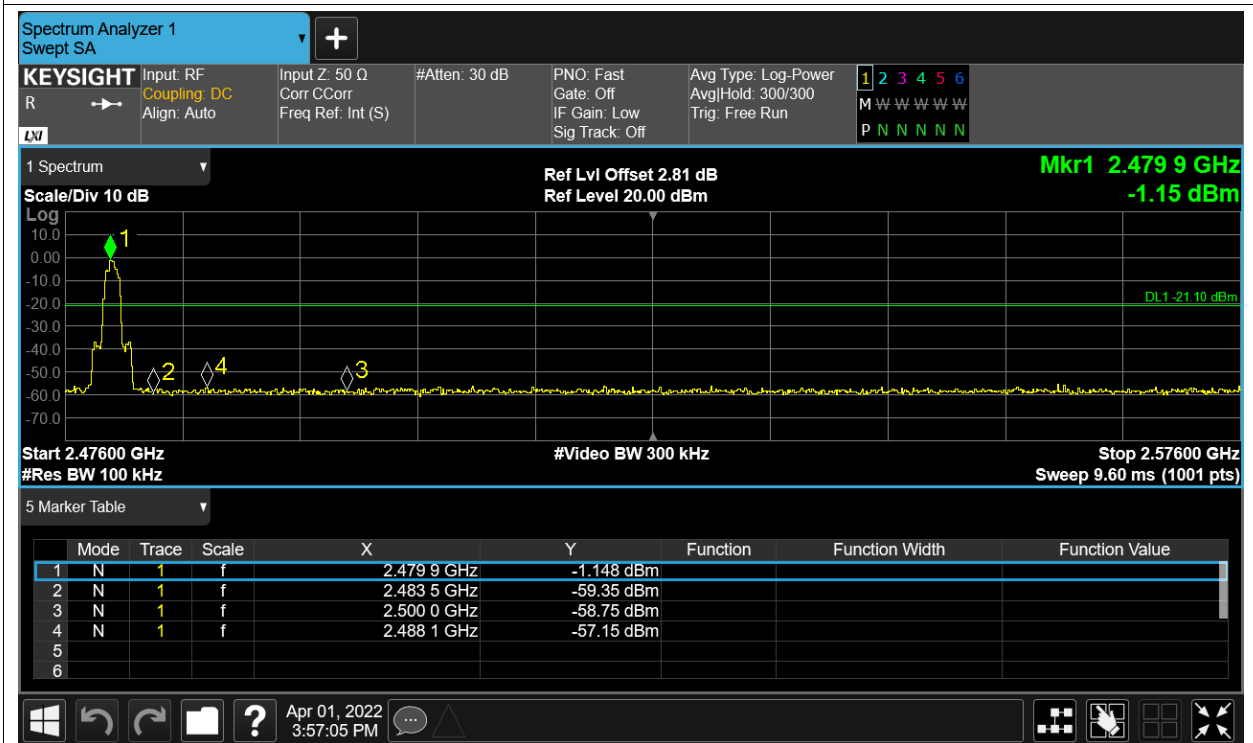 Spectrum Analyzer 1
Swept SA
+
KEYSIGHT
R
LXI
Input: RF
Coupling: DC
Align: Auto
Input Z: 50 Ω
Corr CCorr
Freq Ref: Int (S)
#Atten: 30 dB
PNO: Fast
Gate: Off
IF Gain: Low
Sig Track: Off
Avg Type: Log-Power
Avg|Hold: 300/300
Trig: Free Run
1 2 3 4 5 6
M W W W W W
P N N N N N
1 Spectrum
Scale/Div 10 dB
Ref Lvl Offset 2.81 dB
Ref Level 20.00 dBm
Mkr1 2.479 9 GHz
-1.15 dBm
Log
10.0
0.00
-10.0
-20.0
-30.0
-40.0
-50.0
-60.0
-70.0
1
2
4
3
DL1 -21.10 dBm
Start 2.47600 GHz
#Video BW 300 kHz
Stop 2.57600 GHz
#Res BW 100 kHz
Sweep 9.60 ms (1001 pts)
5 Marker Table
Mode Trace Scale X Y Function Function Width Function Value
1 N 1 f 2.479 9 GHz -1.148 dBm
2 N 1 f 2.483 5 GHz -59.35 dBm
3 N 1 f 2.500 0 GHz -58.75 dBm
4 N 1 f 2.488 1 GHz -57.15 dBm
5
6
?
Apr 01, 2022
3:57:05 PM